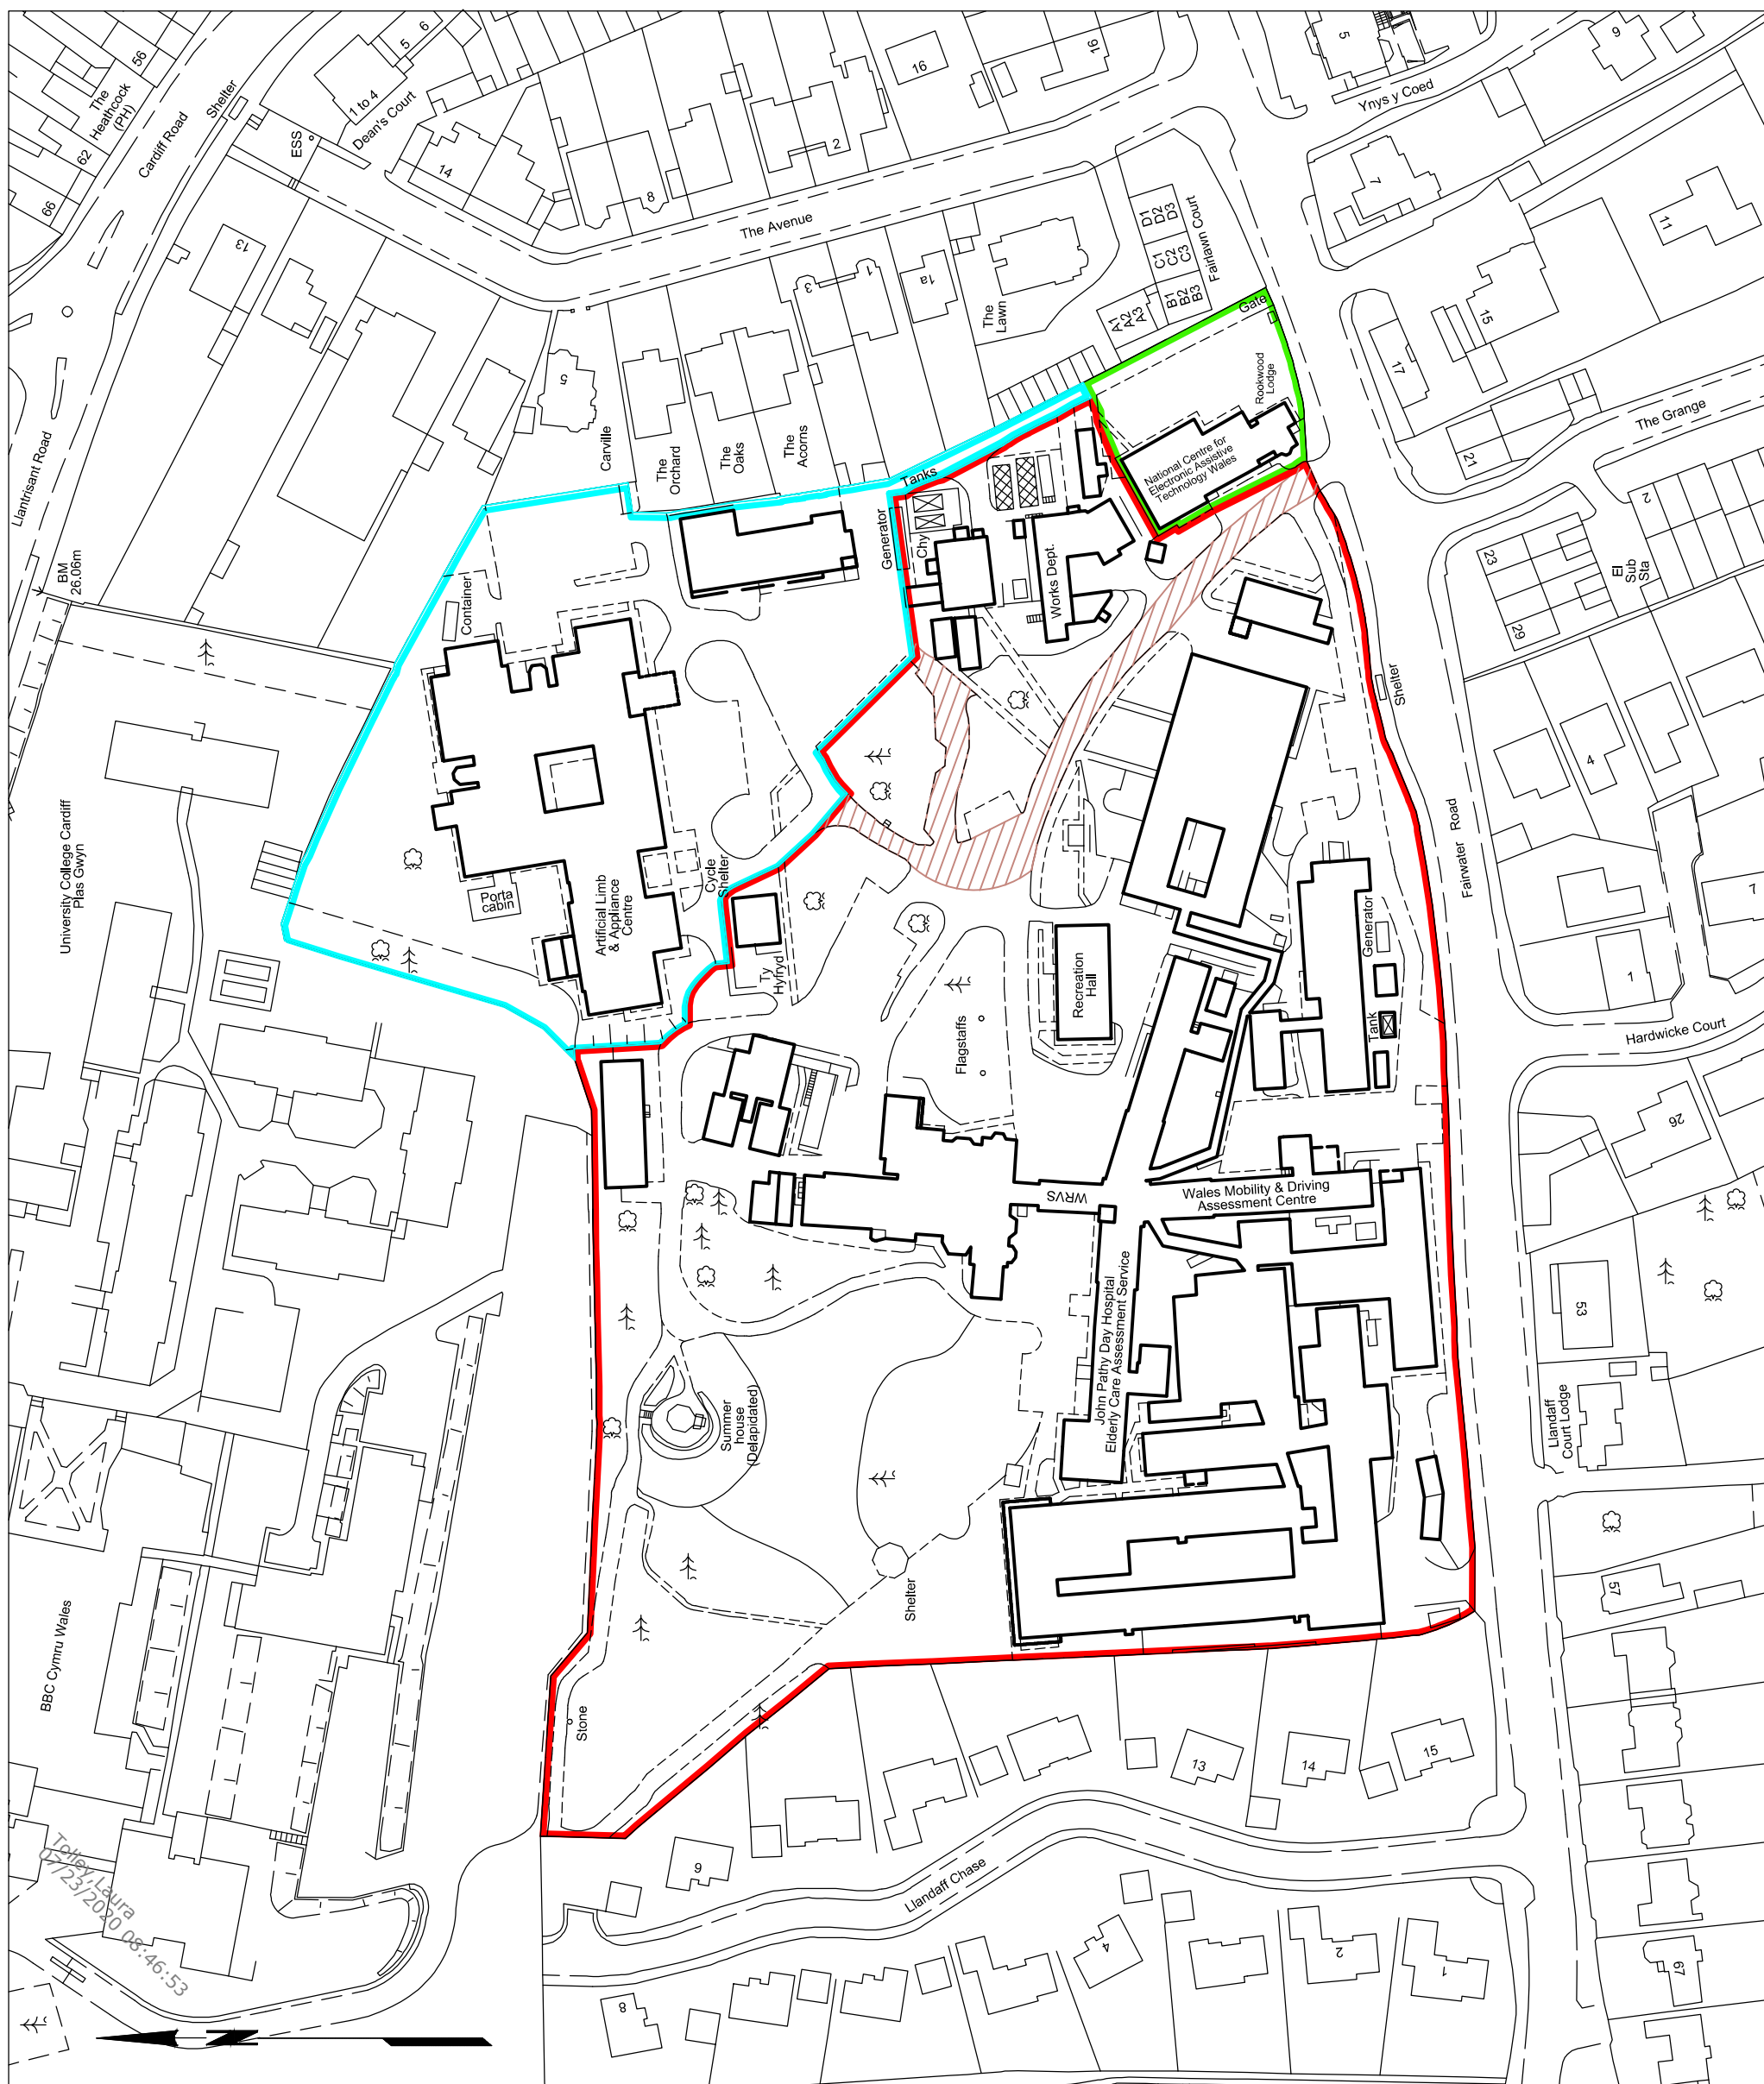 56
The
Heathcock
(PH)
62
66
Cardiff Road
Shelter
5
6
1 to 4
Dean's Court
ESS
14
8
2
16
16
5
9
Ynys y Coed
7
11
13
The Avenue
D1
D2
D3
C1
C2
C3
B1
B2
B3
A1
A2
A3
Fairlawn Court
Gate
15
17
The Grange
21
Llantrisant Road
BM
26.06m
5
Carville
The
Orchard
The
Oaks
The
Acorns
3
1
1a
The
Lawn
Rookwood
Lodge
National Centre for
Electronic Assistive
Technology Wales
Tanks
Generator
Chy
Works Dept.
Container
23
29
2
El
Sub
Sta
4
Shelter
Fairwater Road
7
1
Hardwicke Court
26
University College Cardiff
Plas Gwyn
Porta
cabin
Artificial Limb
& Appliance
Centre
Cycle
Shelter
Ty
Hyfryd
Flagstaffs
Recreation
Hall
Generator
Tank
WRVS
Wales Mobility & Driving
Assessment Centre
John Pathy Day Hospital
Elderly Care Assessment Service
Summer
house
(Delapidated)
Shelter
Stone
53
Llandaff
Court Lodge
57
67
BBC Cymru Wales
13
14
15
9
Llandaff Chase
8
4
2
1
Tolley, Laura
07/23/2020 08:46:53
N